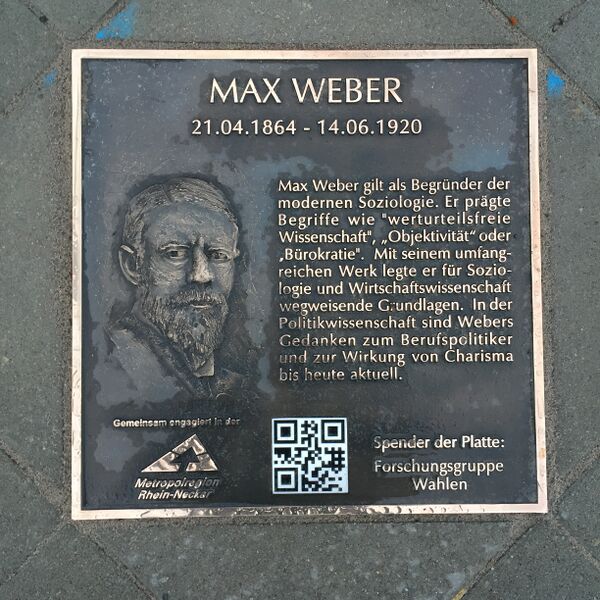 MAX WEBER
21.04.1864 - 14.06.1920
Max Weber gilt als Begründer der
modernen Soziologie. Er prägte
Begriffe wie "werturteilsfreie
Wissenschaft", „Objektivität“ oder
„Bürokratie". Mit seinem umfang-
reichen Werk legte er für Sozio-
logie und Wirtschaftswissenschaft
wegweisende Grundlagen. In der
Politikwissenschaft sind Webers
Gedanken zum Berufspolitiker
und zur Wirkung von Charisma
bis heute aktuell.
Gemeinsam engagiert in der
Metropolregion
Rhein-Neckar
Spender der Platte:
Forschungsgruppe
Wahlen